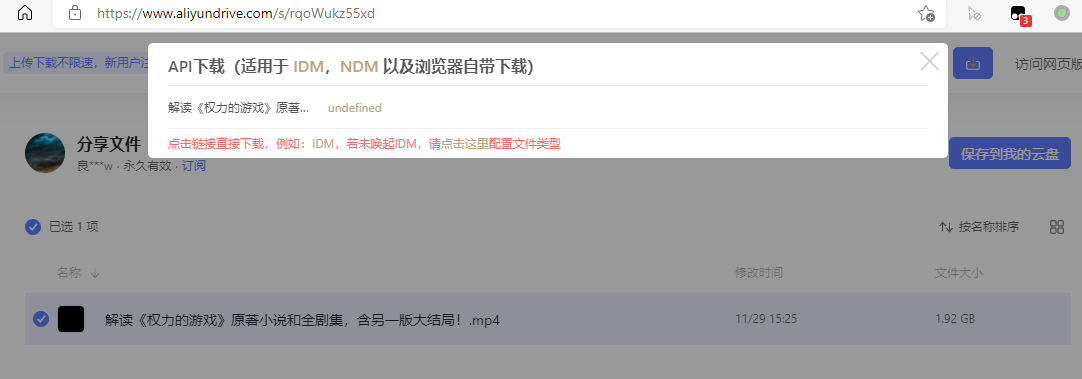 https://www.aliyundrive.com/s/rqoWukz55xd
3
上传下载不限速，新用户注
API下载（适用于 IDM，NDM 以及浏览器自带下载）
访问网页版
解读《权力的游戏》原著... undefined
点击链接直接下载，例如：IDM，若未唤起IDM，请点击这里配置文件类型
分享文件
良***w · 永久有效 · 订阅
保存到我的云盘
已选 1 项
按名称排序
名称
修改时间
文件大小
解读《权力的游戏》原著小说和全剧集，含另一版大结局！.mp4
11/29 15:25
1.92 GB